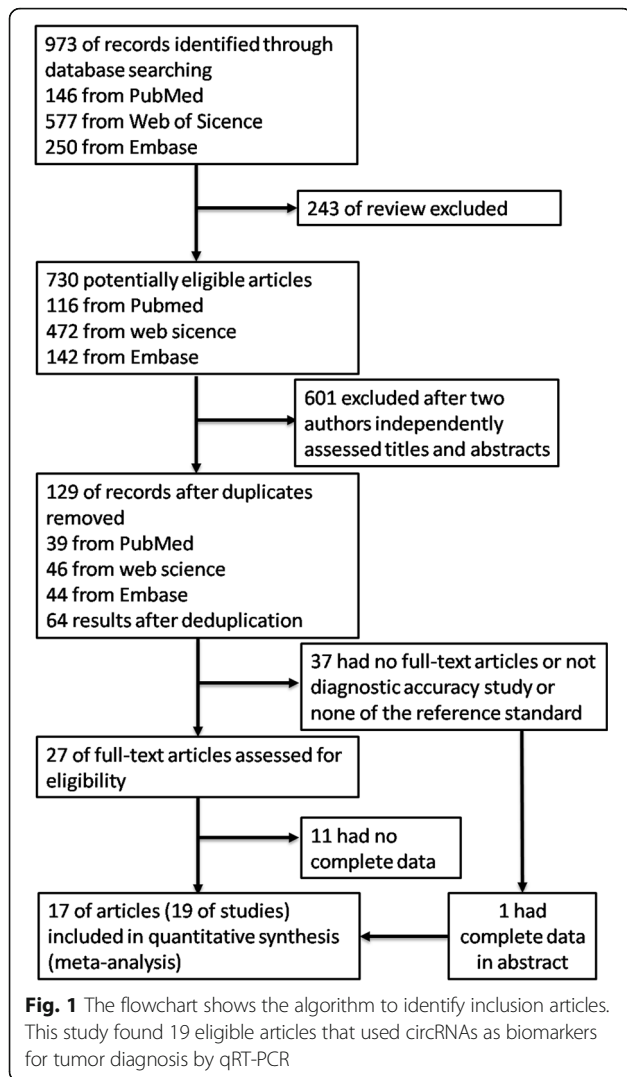 973 of records identified through
database searching
146 from PubMed
577 from Web of Sicence
250 from Embase
243 of review excluded
730 potentially eligible articles
116 from Pubmed
472 from web sicence
142 from Embase
601 excluded after two
authors independently
assessed titles and abstracts
129 of records after duplicates
removed
39 from PubMed
46 from web science
44 from Embase
64 results after deduplication
37 had no full-text articles or not
diagnostic accuracy study or
none of the reference standard
27 of full-text articles assessed for
eligibility
11 had no
complete data
17 of articles (19 of studies)
included in quantitative synthesis
(meta-analysis)
1 had
complete data
in abstract
Fig. 1 The flowchart shows the algorithm to identify inclusion articles.
This study found 19 eligible articles that used circRNAs as biomarkers
for tumor diagnosis by qRT-PCR